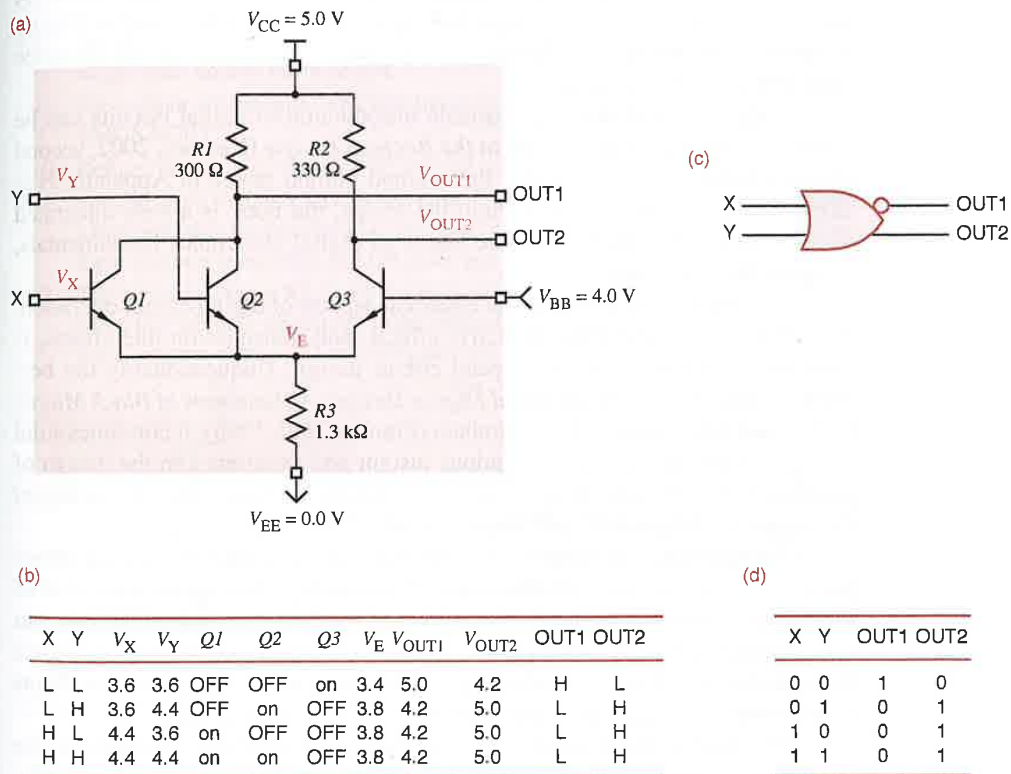 (a)
V_CC = 5.0 V
R1
300 Ω
R2
330 Ω
V_Y
Y
V_OUT1
OUT1
V_OUT2
OUT2
V_X
X
Q1
Q2
Q3
V_BB = 4.0 V
V_E
R3
1.3 kΩ
V_EE = 0.0 V
(c)
X
Y
OUT1
OUT2
(b)
X Y V_X V_Y Q1 Q2 Q3 V_E V_OUT1 V_OUT2 OUT1 OUT2
L L 3.6 3.6 OFF OFF on 3.4 5.0 4.2 H L
L H 3.6 4.4 OFF on OFF 3.8 4.2 5.0 L H
H L 4.4 3.6 on OFF OFF 3.8 4.2 5.0 L H
H H 4.4 4.4 on on OFF 3.8 4.2 5.0 L H
(d)
X Y OUT1 OUT2
0 0 1 0
0 1 0 1
1 0 0 1
1 1 0 1